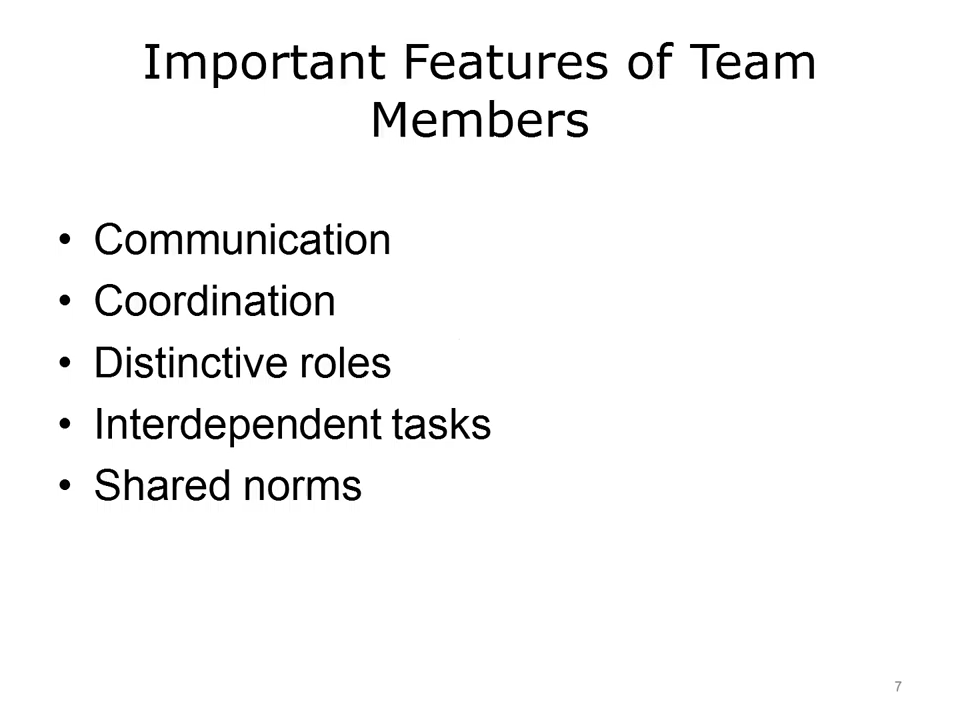 Important Features of Team
Members
• Communication
• Coordination
• Distinctive roles
• Interdependent tasks
• Shared norms
7